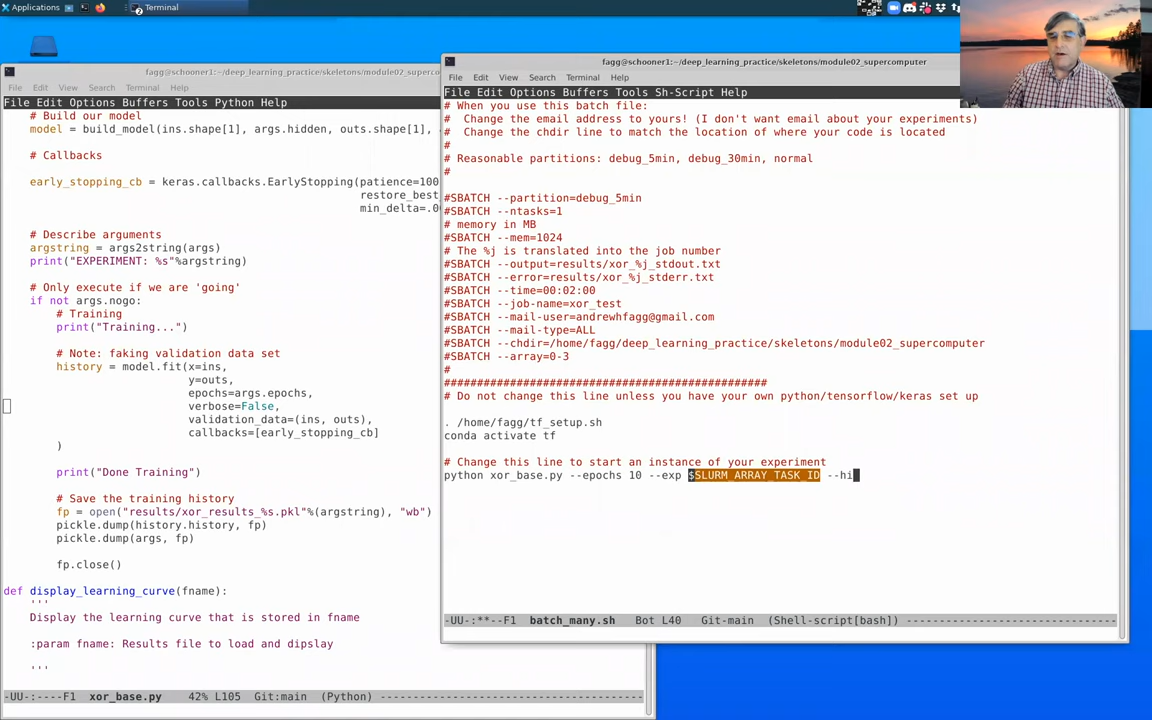 Applications
Terminal
fagg@schooner1:~/deep_learning_practice/skeletons/module02_sup
File Edit View Search Terminal Help
File Edit Options Buffers Tools Python Help
# Build our model
model = build_model(ins.shape[1], args.hidden, outs.shape[1],
# Callbacks
early_stopping_cb = keras.callbacks.EarlyStopping(patience=100
restore_best_
min_delta=.00
# Describe arguments
argstring = args2string(args)
print("EXPERIMENT: %s"%argstring)
# Only execute if we are 'going'
if not args.nogo:
# Training
print("Training...")
# Note: faking validation data set
history = model.fit(x=ins,
y=outs,
epochs=args.epochs,
verbose=False,
validation_data=(ins, outs),
callbacks=[early_stopping_cb]
)
print("Done Training")
# Save the training history
fp = open("results/xor_results_%s.pkl"%(argstring), "wb")
pickle.dump(history.history, fp)
pickle.dump(args, fp)
fp.close()
def display_learning_curve(fname):
'''
Display the learning curve that is stored in fname
:param fname: Results file to load and dipslay
'''
-UU-:----F1 xor_base.py 42% L105 Git:main (Python)
fagg@schooner1:~/deep_learning_practice/skeletons/module02_supercomputer
File Edit View Search Terminal Help
File Edit Options Buffers Tools Sh-Script Help
# When you use this batch file:
# Change the email address to yours! (I don't want email about your experiments)
# Change the chdir line to match the location of where your code is located
#
# Reasonable partitions: debug_5min, debug_30min, normal
#
#SBATCH --partition=debug_5min
#SBATCH --ntasks=1
# memory in MB
#SBATCH --mem=1024
# The %j is translated into the job number
#SBATCH --output=results/xor_%j_stdout.txt
#SBATCH --error=results/xor_%j_stderr.txt
#SBATCH --time=00:02:00
#SBATCH --job-name=xor_test
#SBATCH --mail-user=andrewhfagg@gmail.com
#SBATCH --mail-type=ALL
#SBATCH --chdir=/home/fagg/deep_learning_practice/skeletons/module02_supercomputer
#SBATCH --array=0-3
#
#################################################
# Do not change this line unless you have your own python/tensorflow/keras set up
. /home/fagg/tf_setup.sh
conda activate tf
# Change this line to start an instance of your experiment
python xor_base.py --epochs 10 --exp $SLURM_ARRAY_TASK_ID --hi
-UU-:**--F1 batch_many.sh Bot L40 Git-main (Shell-script[bash])